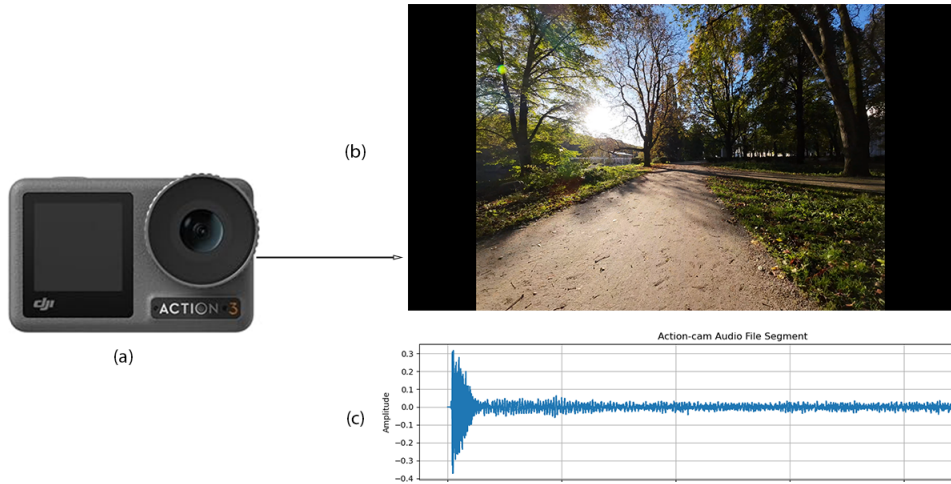 (b)
dji
ACTION 3
(a)
Action-cam Audio File Segment
(c)
Amplitude
0.3
0.2
0.1
0.0
−0.1
−0.2
−0.3
−0.4